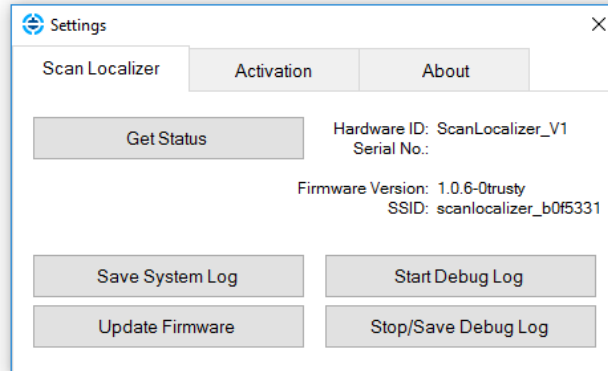 Settings
Scan Localizer Activation About
Get Status
Hardware ID: ScanLocalizer_V1
Serial No.:
Firmware Version: 1.0.6-0trusty
SSID: scanlocalizer_b0f5331
Save System Log Start Debug Log
Update Firmware Stop/Save Debug Log